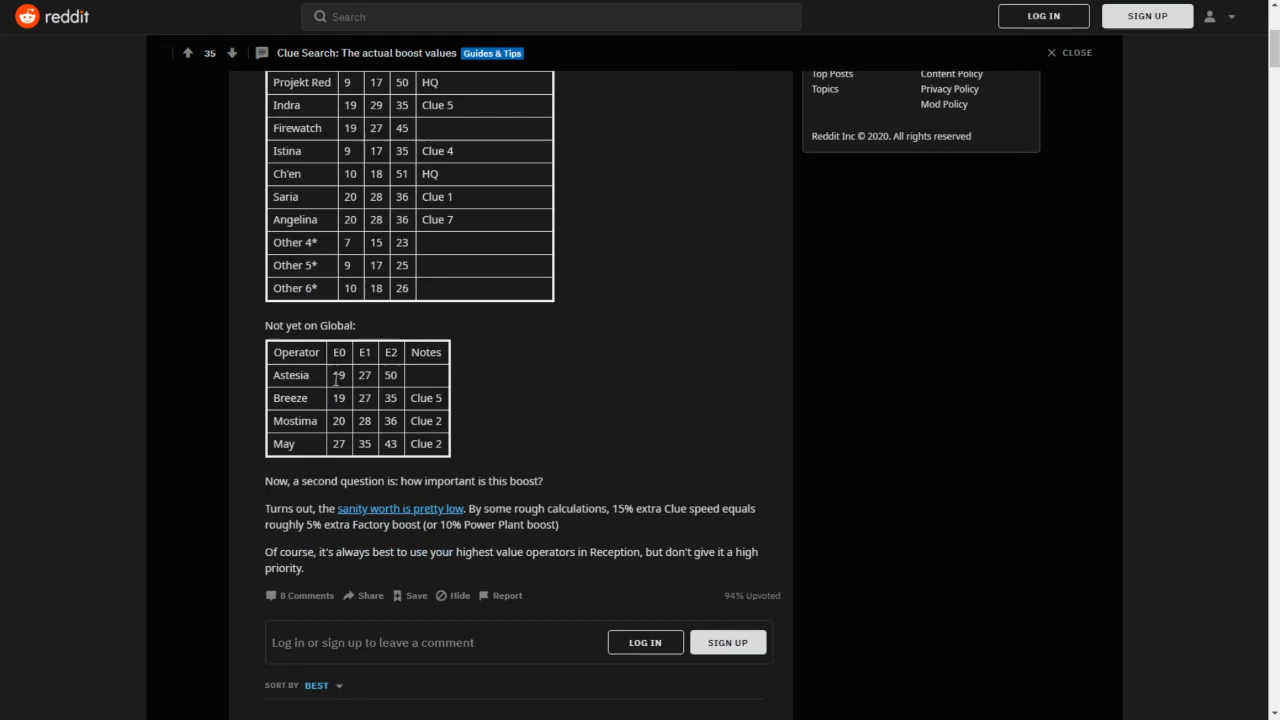 reddit
Search
LOG IN
SIGN UP
35
Clue Search: The actual boost values Guides & Tips
CLOSE
Projekt Red 9 17 50 HQ
Indra 19 29 35 Clue 5
Firewatch 19 27 45
Istina 9 17 35 Clue 4
Ch'en 10 18 51 HQ
Saria 20 28 36 Clue 1
Angelina 20 28 36 Clue 7
Other 4* 7 15 23
Other 5* 9 17 25
Other 6* 10 18 26
Top Posts Content Policy
Topics Privacy Policy
Mod Policy
Reddit Inc © 2020. All rights reserved
Not yet on Global:
Operator E0 E1 E2 Notes
Astesia 19 27 50
Breeze 19 27 35 Clue 5
Mostima 20 28 36 Clue 2
May 27 35 43 Clue 2
Now, a second question is: how important is this boost?
Turns out, the sanity worth is pretty low. By some rough calculations, 15% extra Clue speed equals
roughly 5% extra Factory boost (or 10% Power Plant boost)
Of course, it's always best to use your highest value operators in Reception, but don't give it a high
priority.
8 Comments Share Save Hide Report 94% Upvoted
Log in or sign up to leave a comment LOG IN SIGN UP
SORT BY BEST